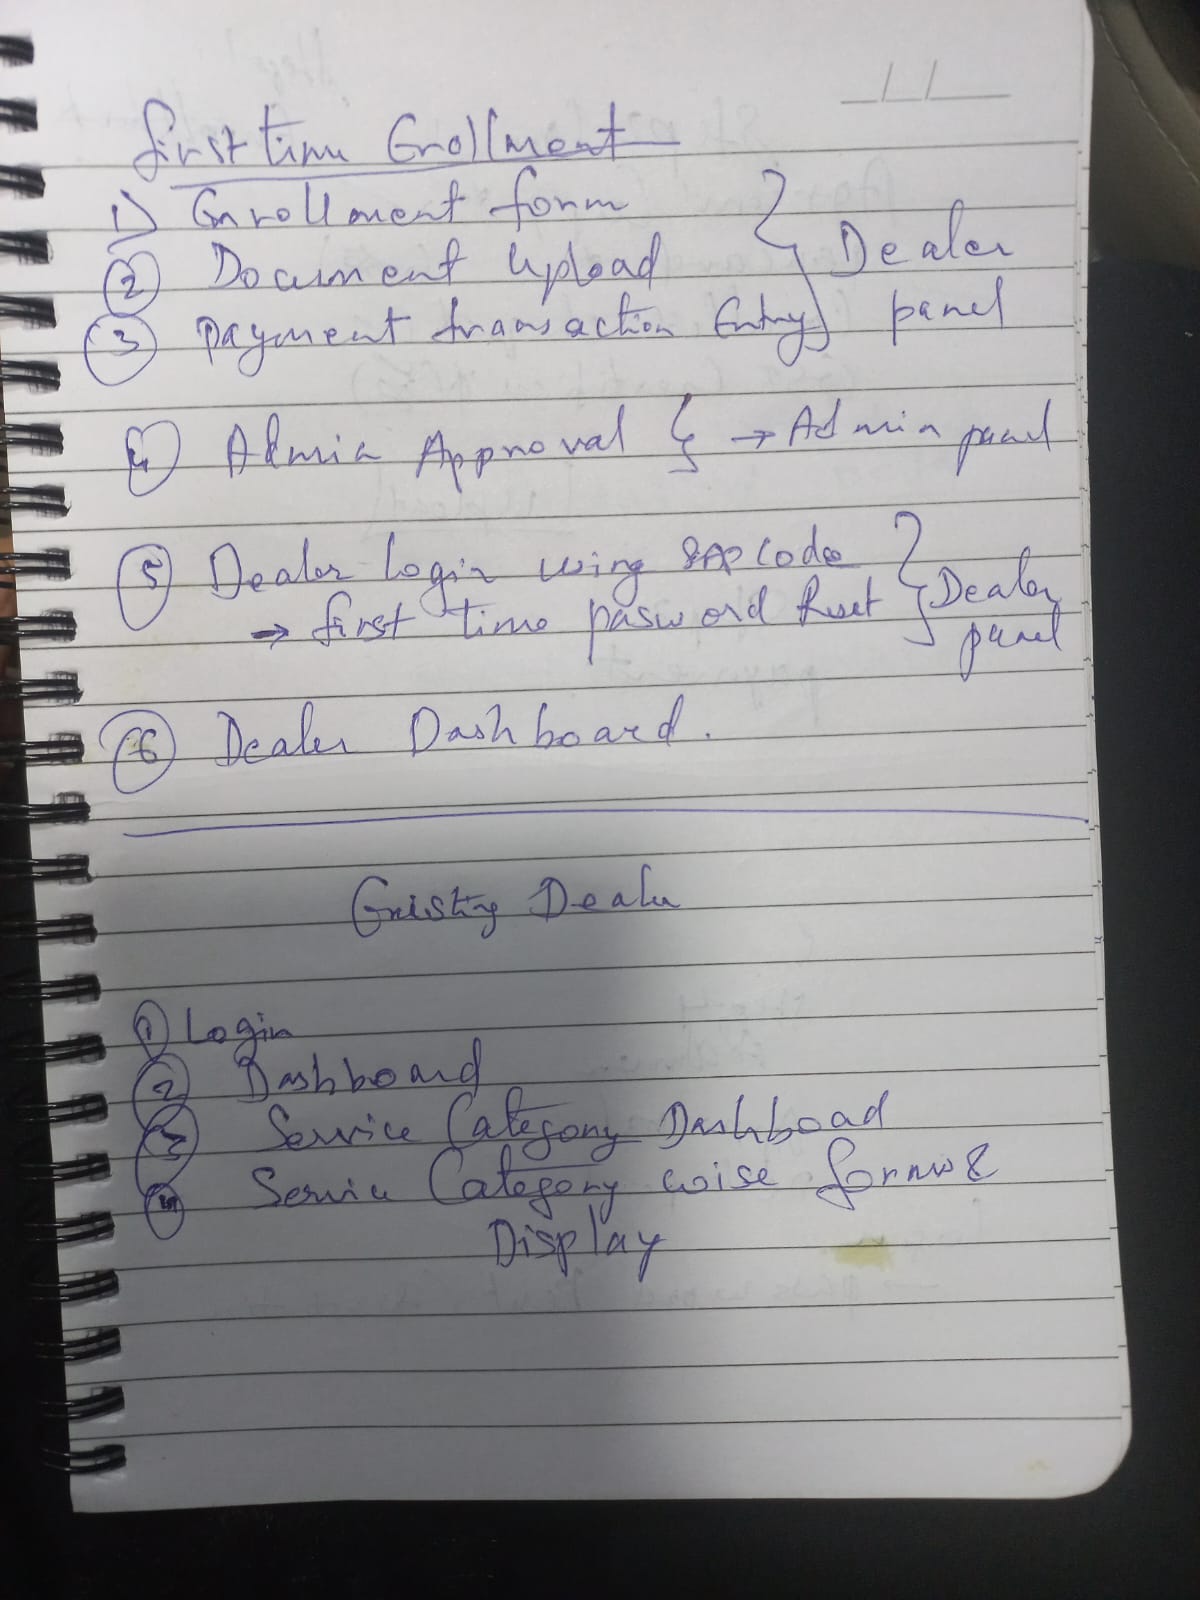 First time Enrollment
1) Enrollment form
2 Document Upload
3 Payment transaction Entry
} Dealer
panel
4 Admin Approval } → Admin panel
5 Dealer Login using SAP Code
→ first time pasword Reset
} Dealer
panel
6 Dealer Dashboard.
Existing Dealer
1 Login
2 Dashboard
3 Service Category Dashboad
4 Service Category wise forms &
Display